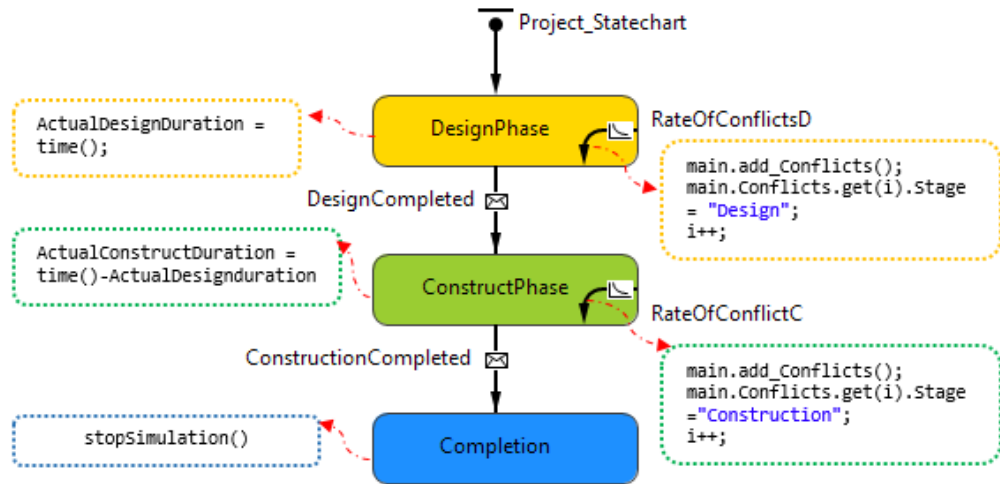 Project_Statechart
ActualDesignDuration =
time();
DesignPhase
RateOfConflictsD
main.add_Conflicts();
main.Conflicts.get(i).Stage
= "Design";
i++;
DesignCompleted
ActualConstructDuration =
time()-ActualDesignduration
ConstructPhase
RateOfConflictC
main.add_Conflicts();
main.Conflicts.get(i).Stage
="Construction";
i++;
ConstructionCompleted
stopSimulation()
Completion